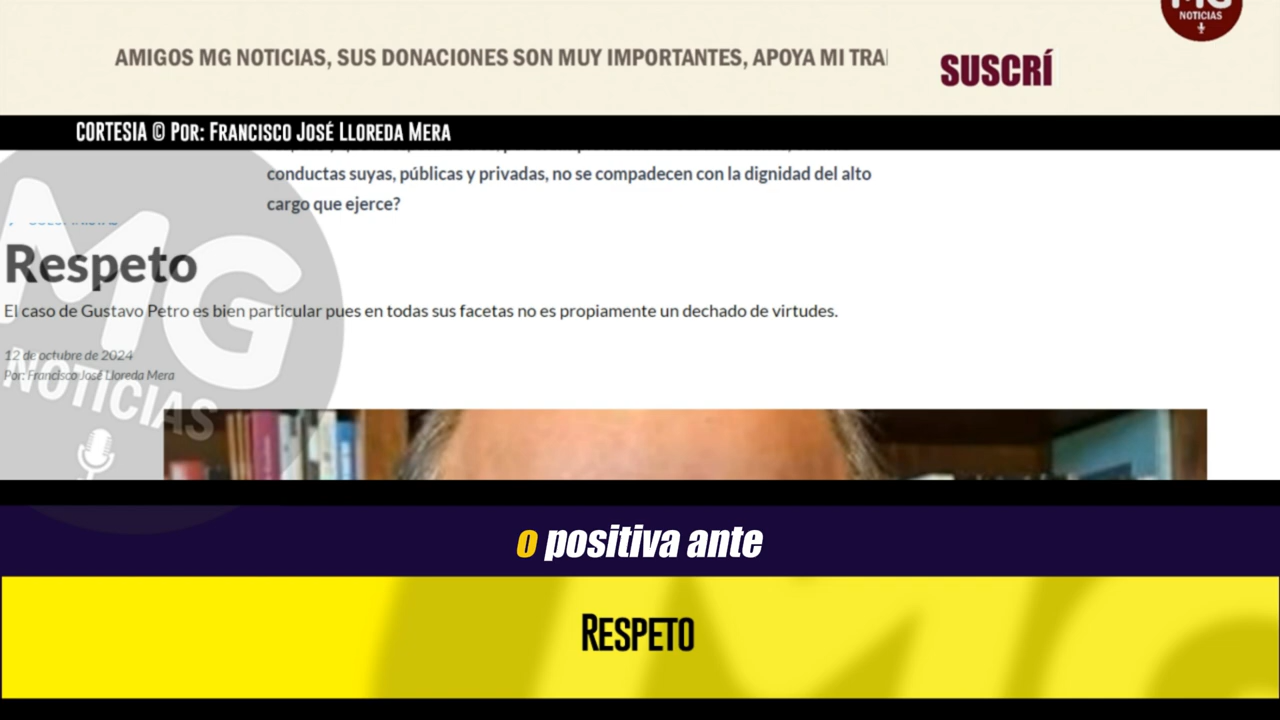 NOTICIAS
AMIGOS MG NOTICIAS, SUS DONACIONES SON MUY IMPORTANTES, APOYA MI
SUSCRÍ
CORTESIA © POR: FRANCISCO JOSÉ LLOREDA MERA
conductas suyas, públicas y privadas, no se compadecen con la dignidad del alto
cargo que ejerce?
Respeto
El caso de Gustavo Petro es bien particular pues en todas sus facetas no es propiamente un dechado de virtudes.
12 de octubre de 2024
Por: Francisco José Lloreda Mera
MG
NOTICIAS
o positiva ante
RESPETO